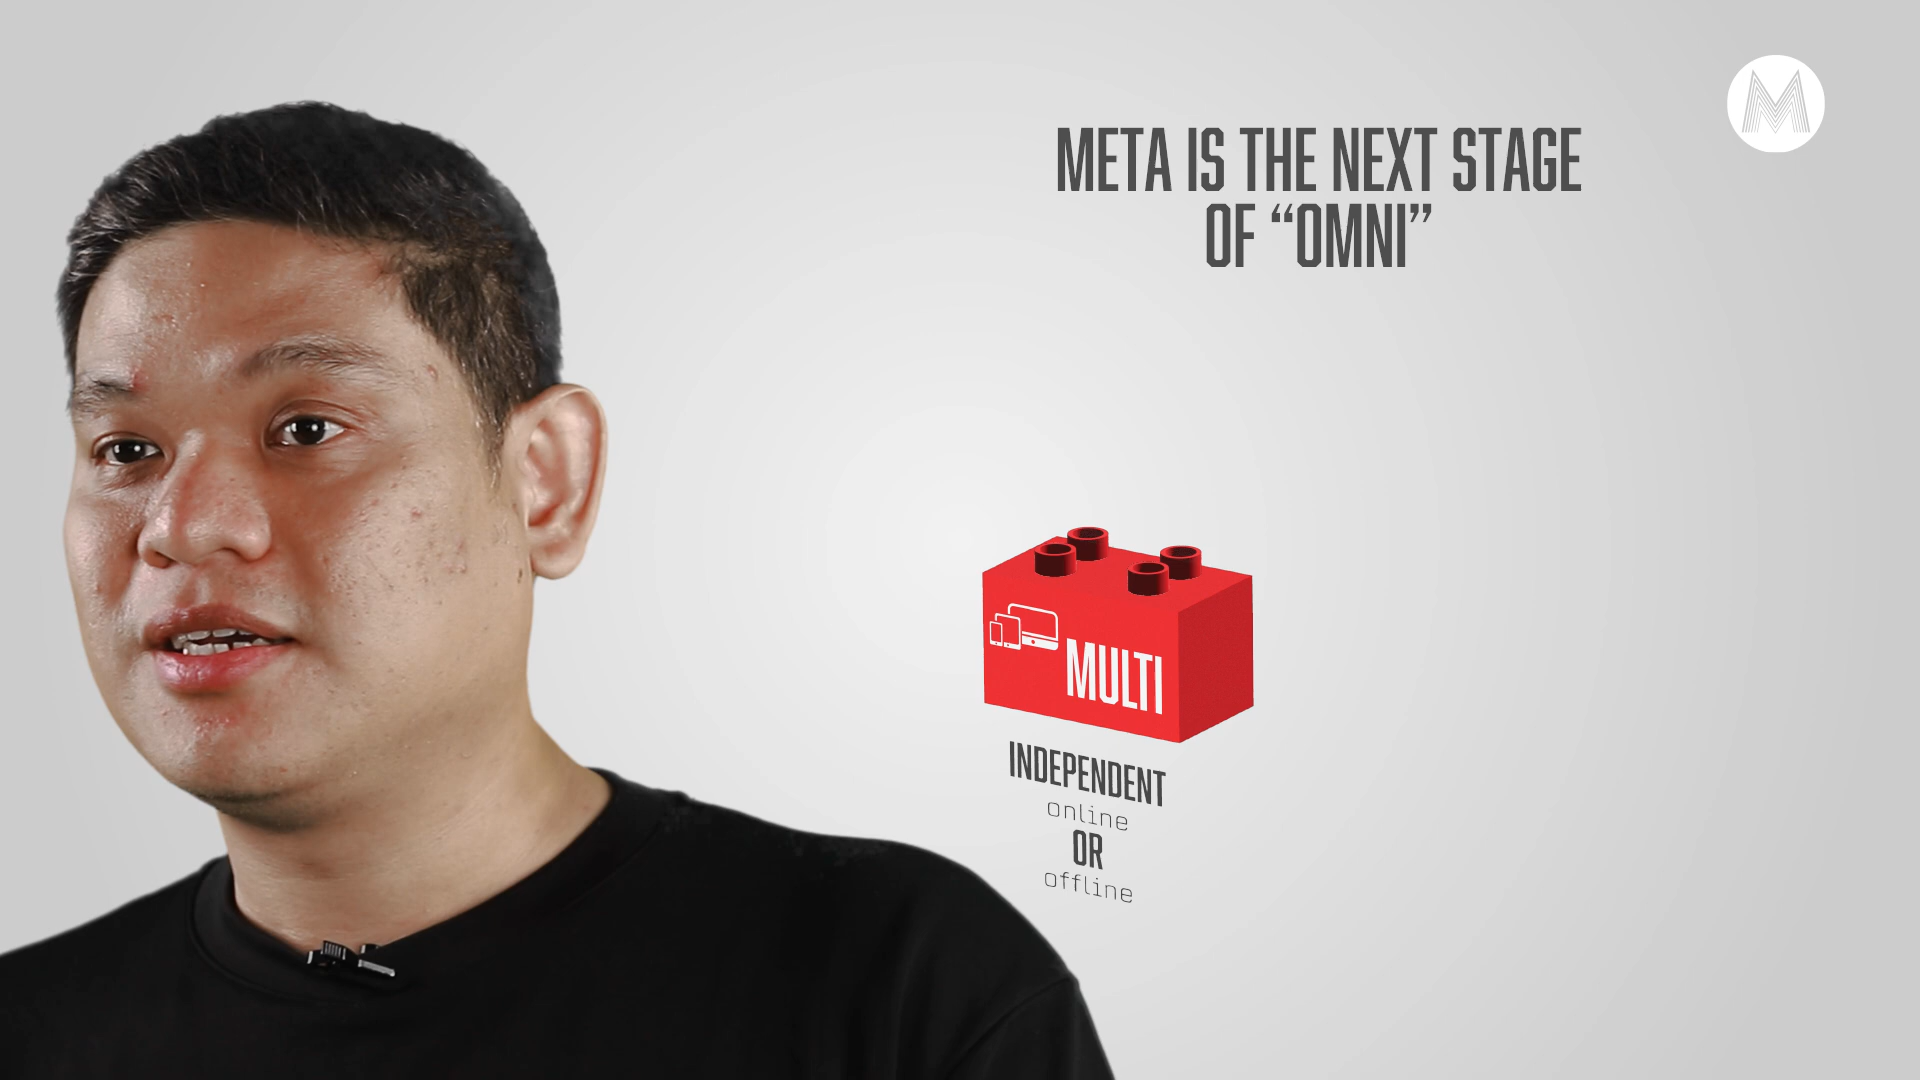 M
META IS THE NEXT STAGE
OF “OMNI”
MULTI
INDEPENDENT
online
OR
offline